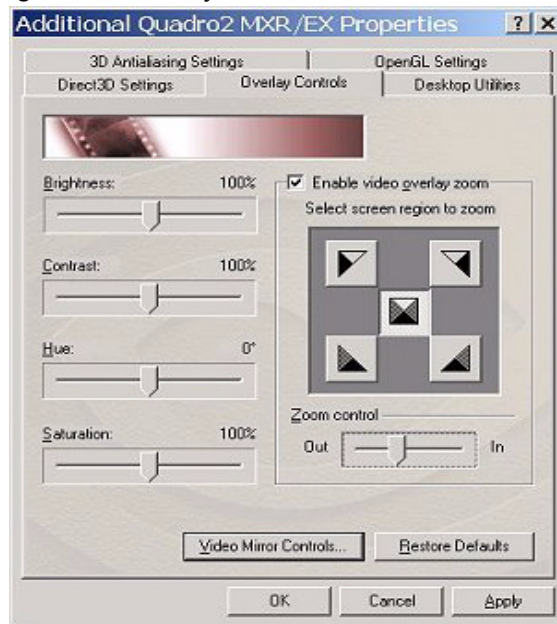 Additional Quadro2 MXR/EX Properties
3D Antialiasing Settings OpenGL Settings
Direct3D Settings Overlay Controls Desktop Utilities
Brightness: 100%
Enable video overlay zoom
Select screen region to zoom
Contrast: 100%
Hue: 0°
Zoom control
Saturation: 100%
Out In
Video Mirror Controls... Restore Defaults
OK Cancel Apply